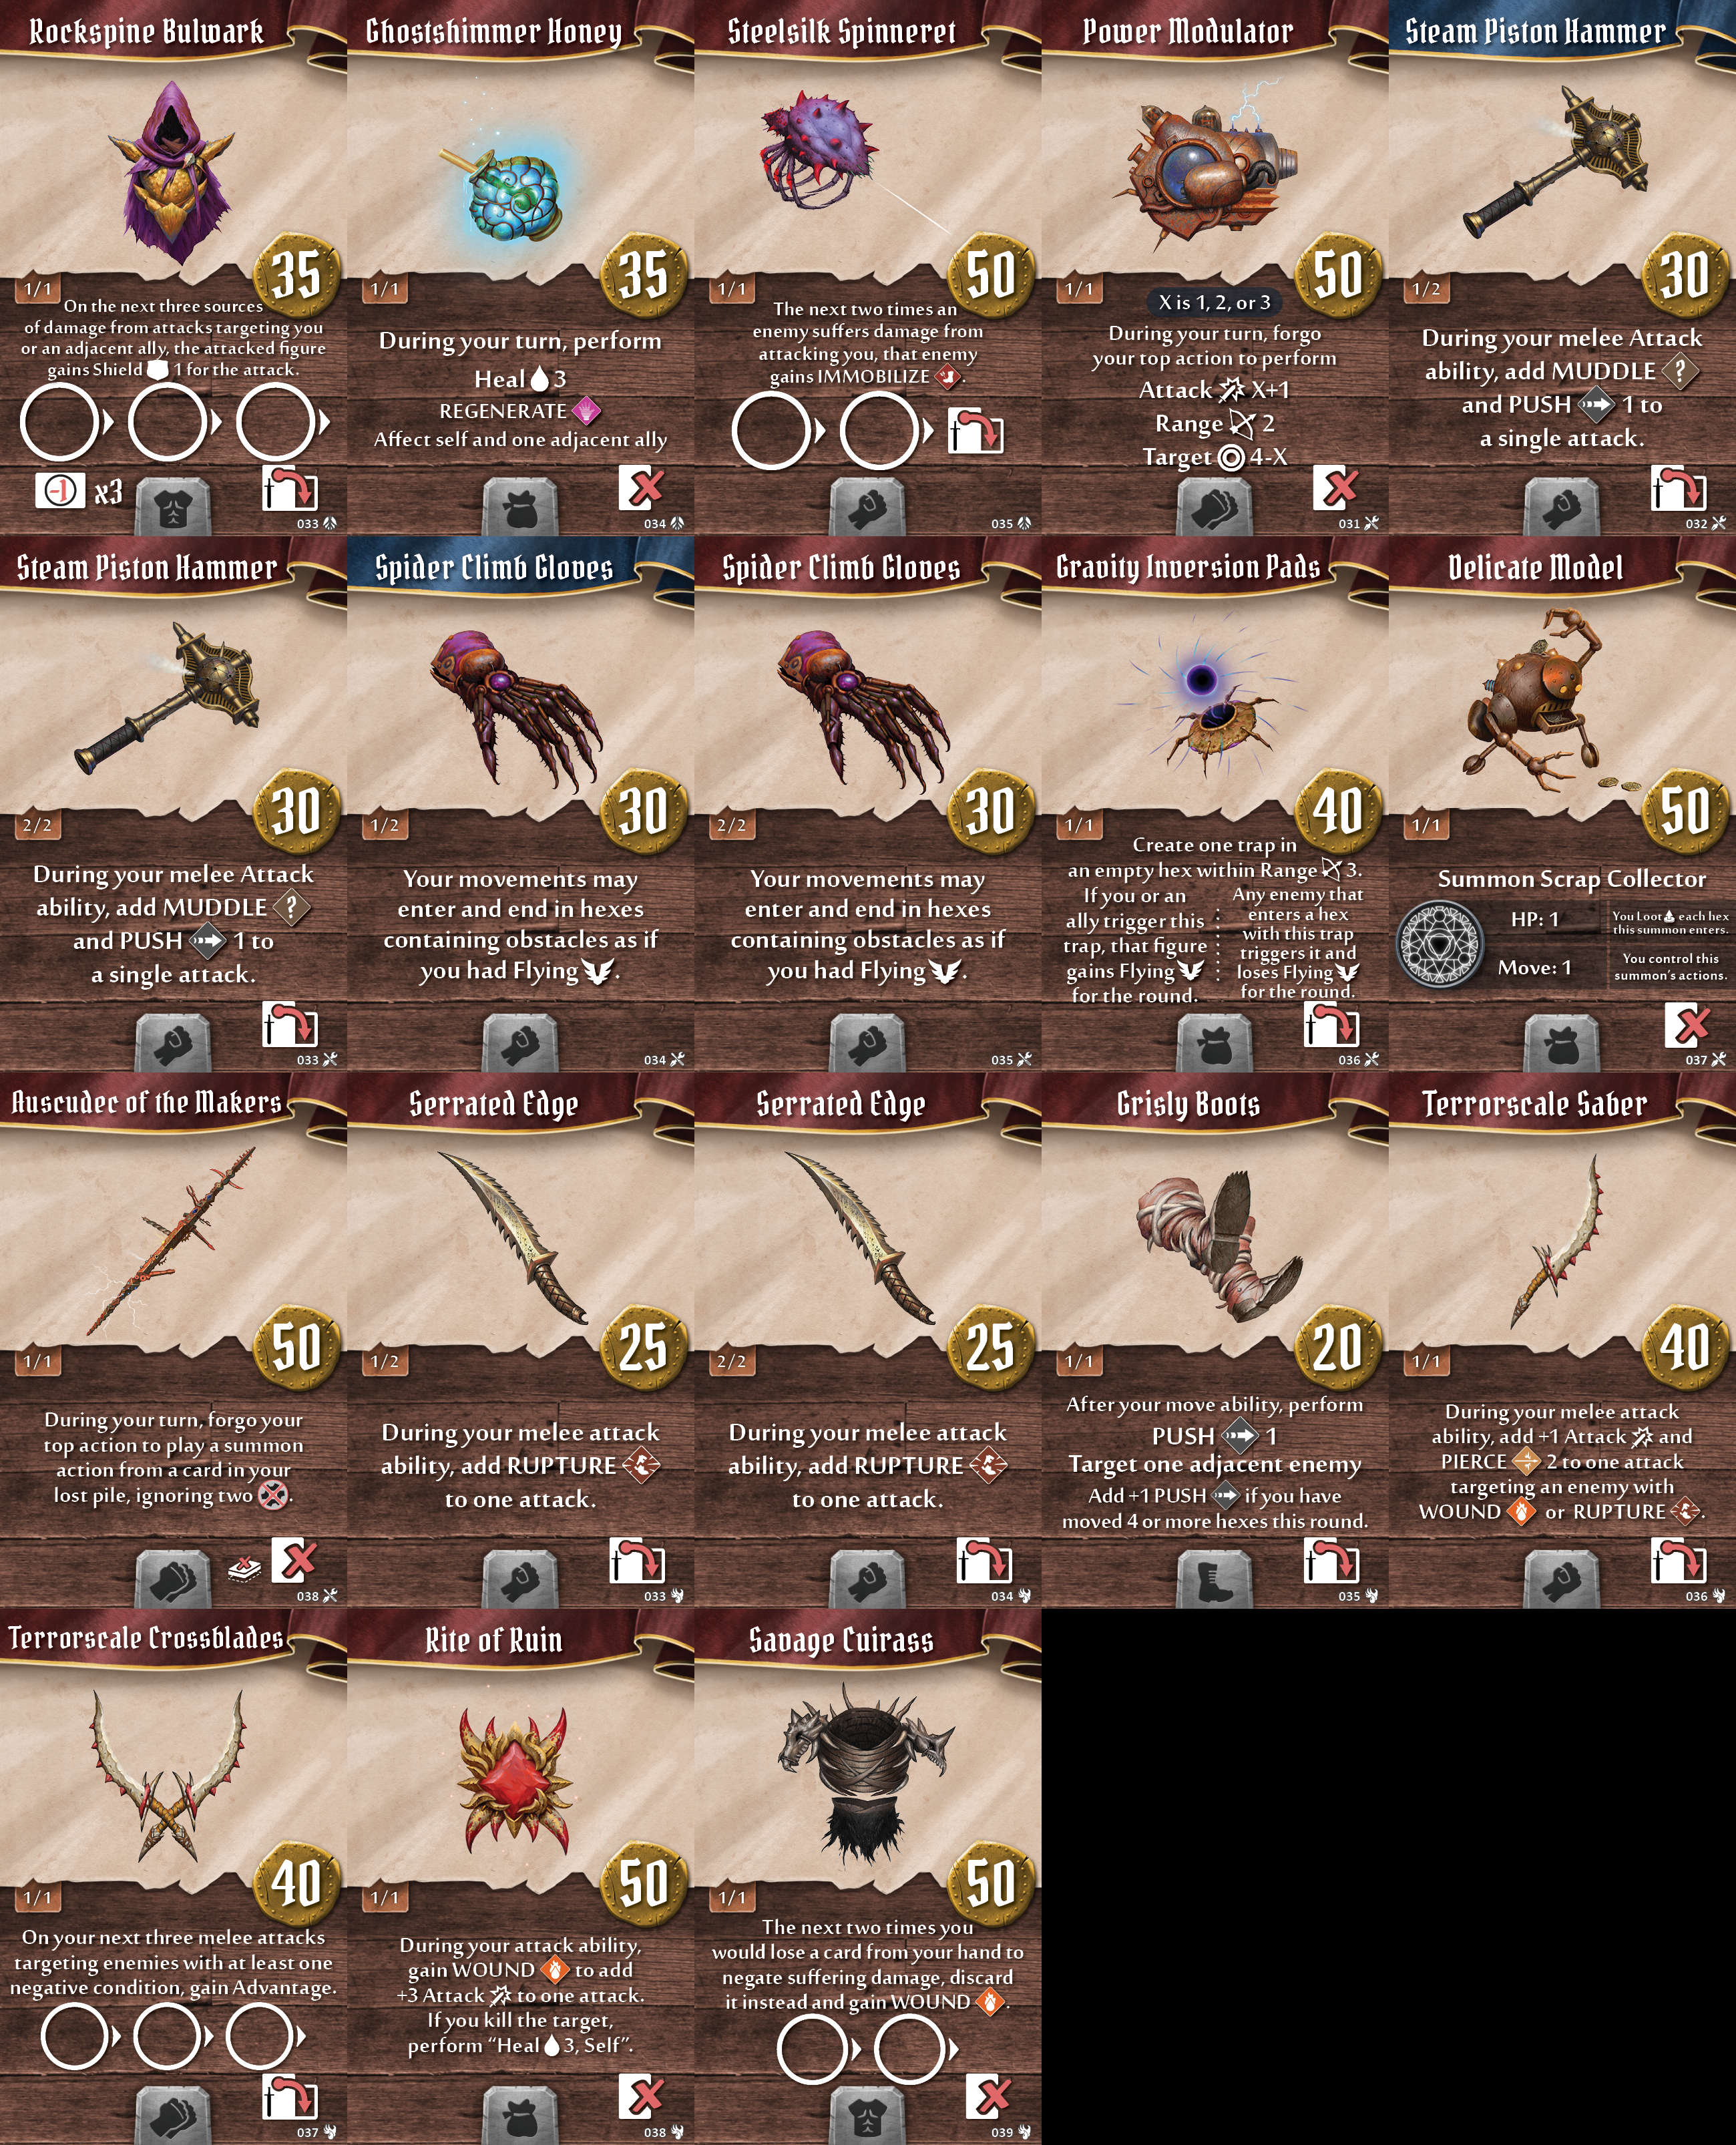 Rockspine Bulwark
35
1/1
On the next three sources
of damage from attacks targeting you
or an adjacent ally, the attacked figure
gains Shield 1 for the attack.
-1 x3
033
Ghostshimmer Honey
35
1/1
During your turn, perform
Heal 3
REGENERATE
Affect self and one adjacent ally
034
Steelsilk Spinneret
50
1/1
The next two times an
enemy suffers damage from
attacking you, that enemy
gains IMMOBILIZE .
035
Power Modulator
50
1/1
X is 1, 2, or 3
During your turn, forgo
your top action to perform
Attack X+1
Range 2
Target 4-X
031
Steam Piston Hammer
30
1/2
During your melee Attack
ability, add MUDDLE ?
and PUSH 1 to
a single attack.
032
Steam Piston Hammer
30
2/2
During your melee Attack
ability, add MUDDLE ?
and PUSH 1 to
a single attack.
033
Spider Climb Gloves
30
1/2
Your movements may
enter and end in hexes
containing obstacles as if
you had Flying .
034
Spider Climb Gloves
30
2/2
Your movements may
enter and end in hexes
containing obstacles as if
you had Flying .
035
Gravity Inversion Pads
40
1/1
Create one trap in
an empty hex within Range 3.
If you or an
ally trigger this
trap, that figure
gains Flying
for the round.
Any enemy that
enters a hex
with this trap
triggers it and
loses Flying
for the round.
036
Delicate Model
50
1/1
Summon Scrap Collector
HP: 1
Move: 1
You Loot each hex
this summon enters.
You control this
summon's actions.
037
Auscudec of the Makers
50
1/1
During your turn, forgo your
top action to play a summon
action from a card in your
lost pile, ignoring two .
038
Serrated Edge
25
1/2
During your melee attack
ability, add RUPTURE
to one attack.
033
Serrated Edge
25
2/2
During your melee attack
ability, add RUPTURE
to one attack.
034
Grisly Boots
20
1/1
After your move ability, perform
PUSH 1
Target one adjacent enemy
Add +1 PUSH if you have
moved 4 or more hexes this round.
035
Terrorscale Saber
40
1/1
During your melee attack
ability, add +1 Attack and
PIERCE 2 to one attack
targeting an enemy with
WOUND or RUPTURE .
036
Terrorscale Crossblades
40
1/1
On your next three melee attacks
targeting enemies with at least one
negative condition, gain Advantage.
037
Rite of Ruin
50
1/1
During your attack ability,
gain WOUND to add
+3 Attack to one attack.
If you kill the target,
perform “Heal 3, Self”.
038
Savage Cuirass
50
1/1
The next two times you
would lose a card from your hand to
negate suffering damage, discard
it instead and gain WOUND .
039